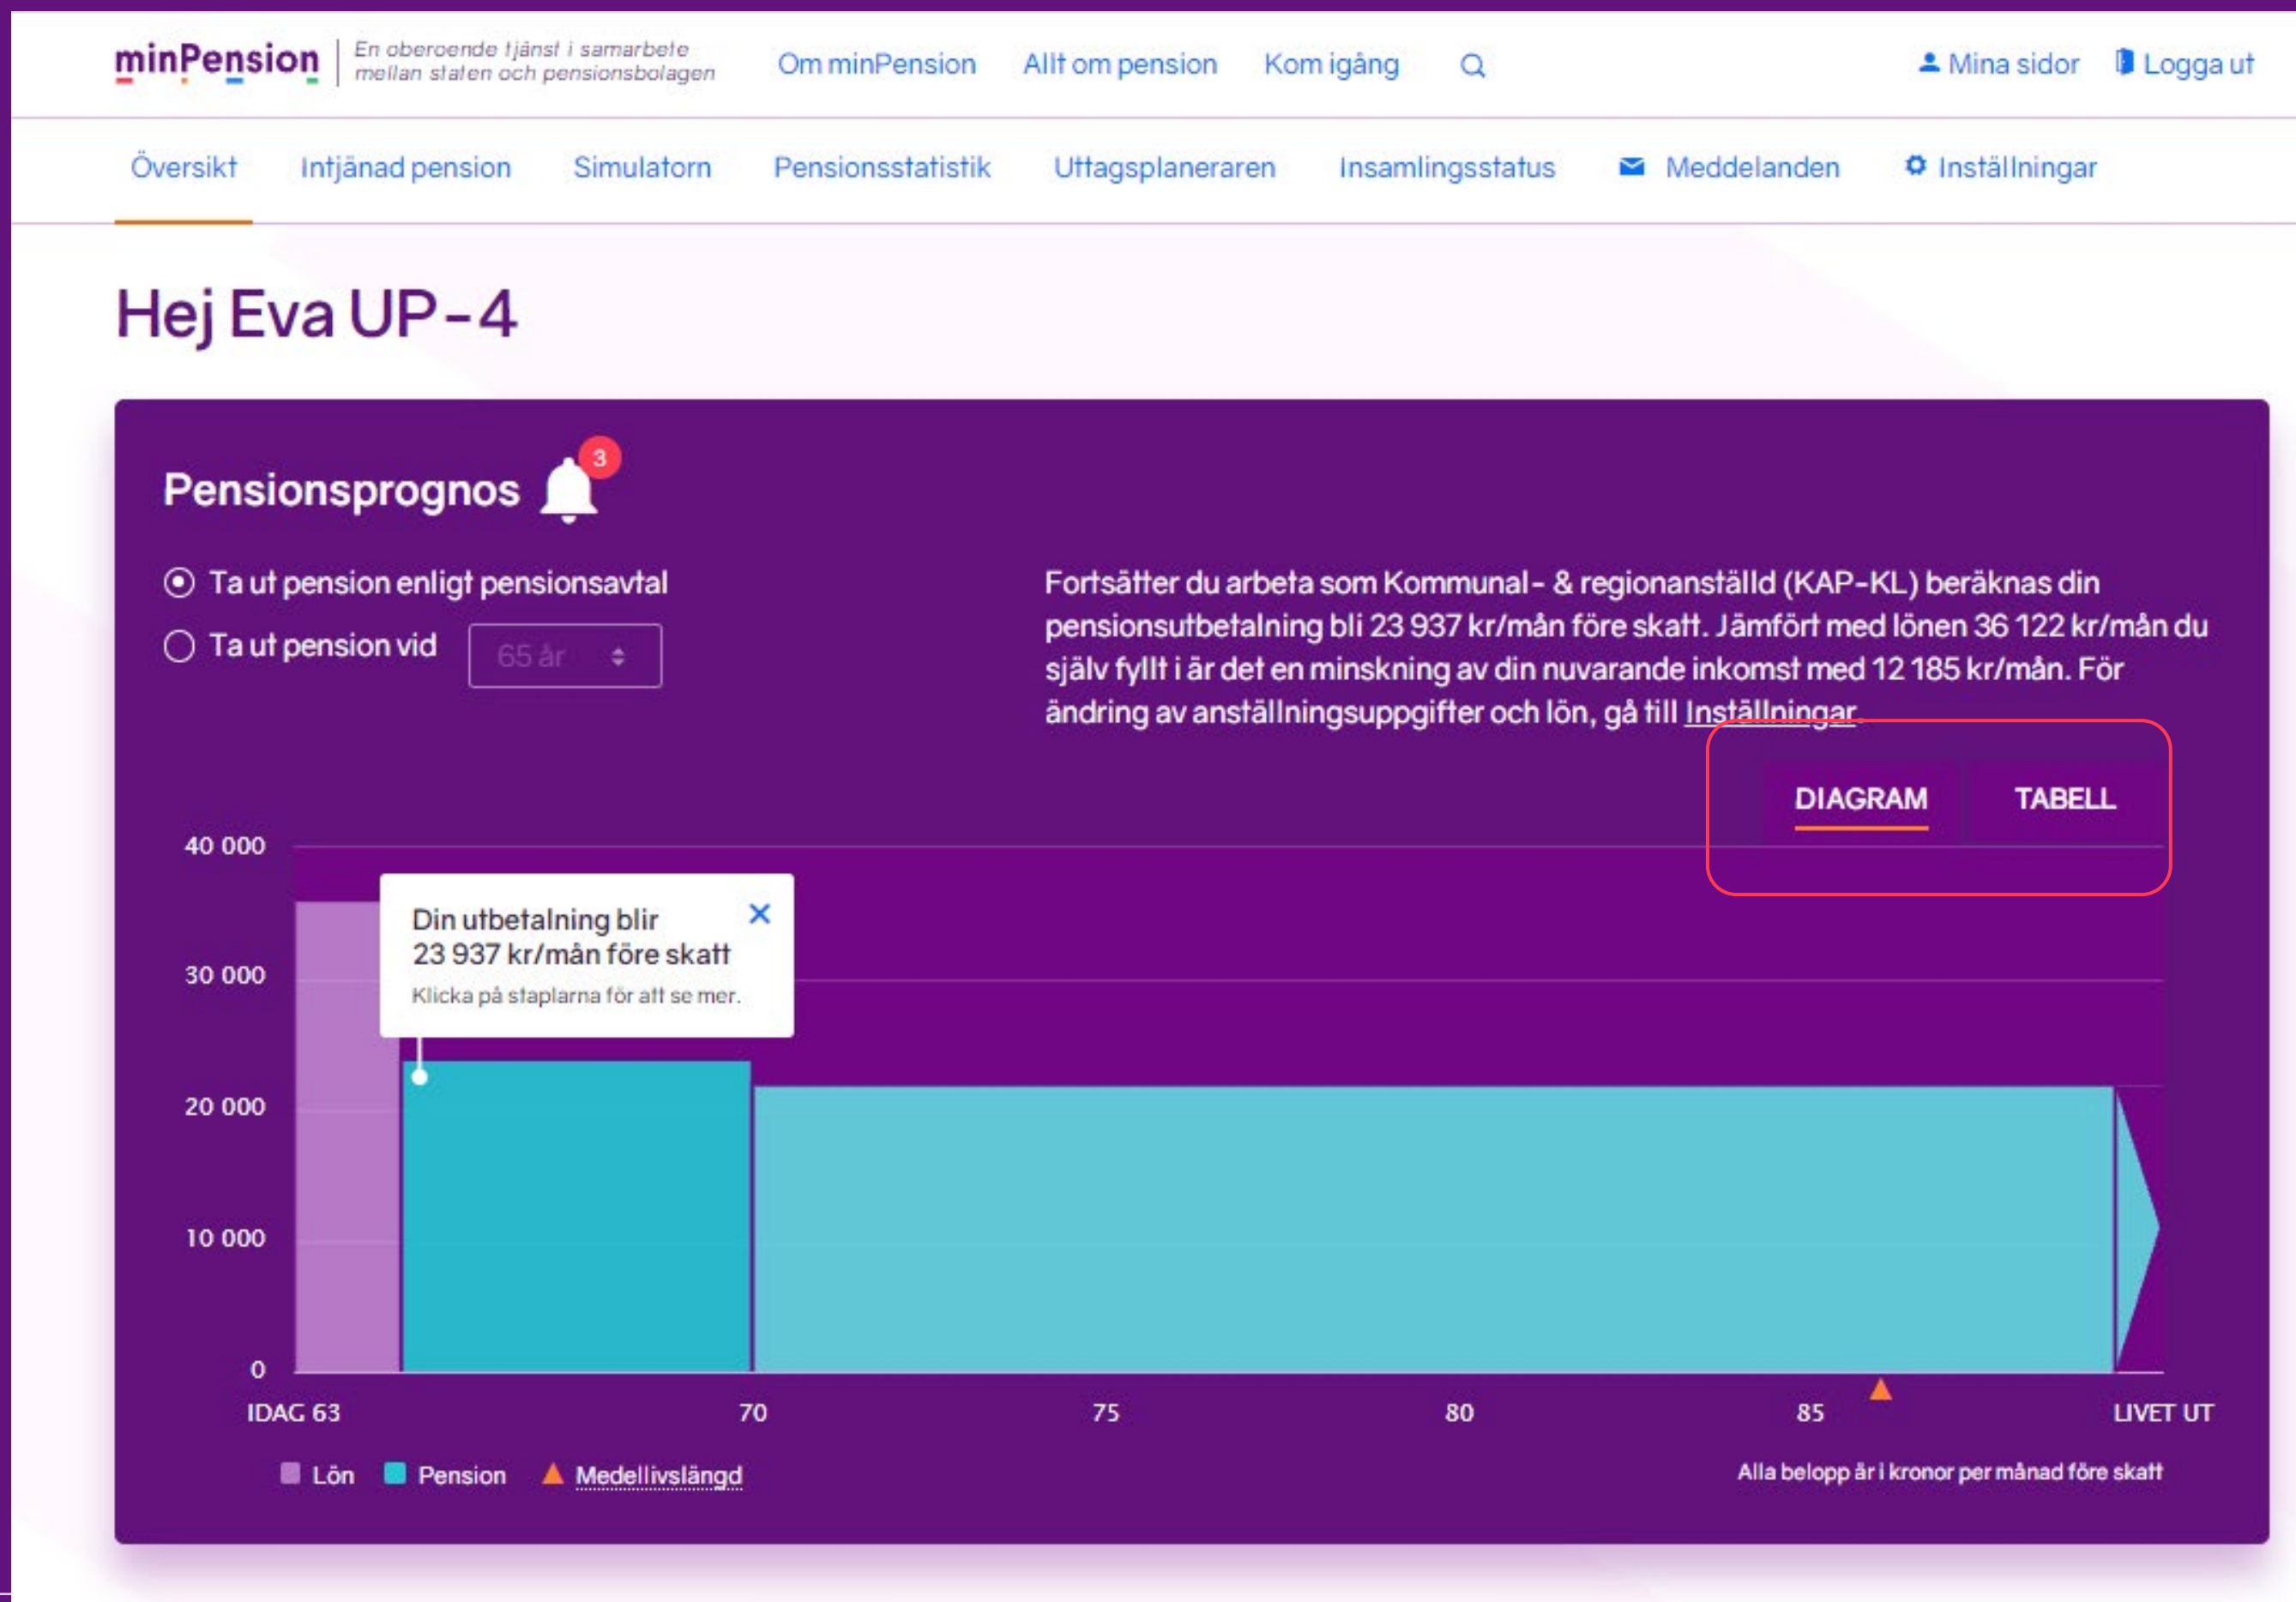 minPension
En oberoende tjänst i samarbete
mellan staten och pensionsbolagen
Om minPension
Allt om pension
Kom igång
Mina sidor
Logga ut
Översikt
Intjänad pension
Simulatorn
Pensionsstatistik
Uttagsplaneraren
Insamlingsstatus
Meddelanden
Inställningar
Hej Eva UP-4
Pensionsprognos
3
Ta ut pension enligt pensionsavtal
Ta ut pension vid
65 år
Fortsätter du arbeta som Kommunal- & regionanställd (KAP-KL) beräknas din
pensionsutbetalning bli 23 937 kr/mån före skatt. Jämfört med lönen 36 122 kr/mån du
själv fyllt i är det en minskning av din nuvarande inkomst med 12 185 kr/mån. För
ändring av anställningsuppgifter och lön, gå till Inställningar.
DIAGRAM
TABELL
40 000
30 000
20 000
10 000
0
Din utbetalning blir
23 937 kr/mån före skatt
Klicka på staplarna för att se mer.
IDAG 63
70
75
80
85
LIVET UT
Lön
Pension
Medellivslängd
Alla belopp är i kronor per månad före skatt